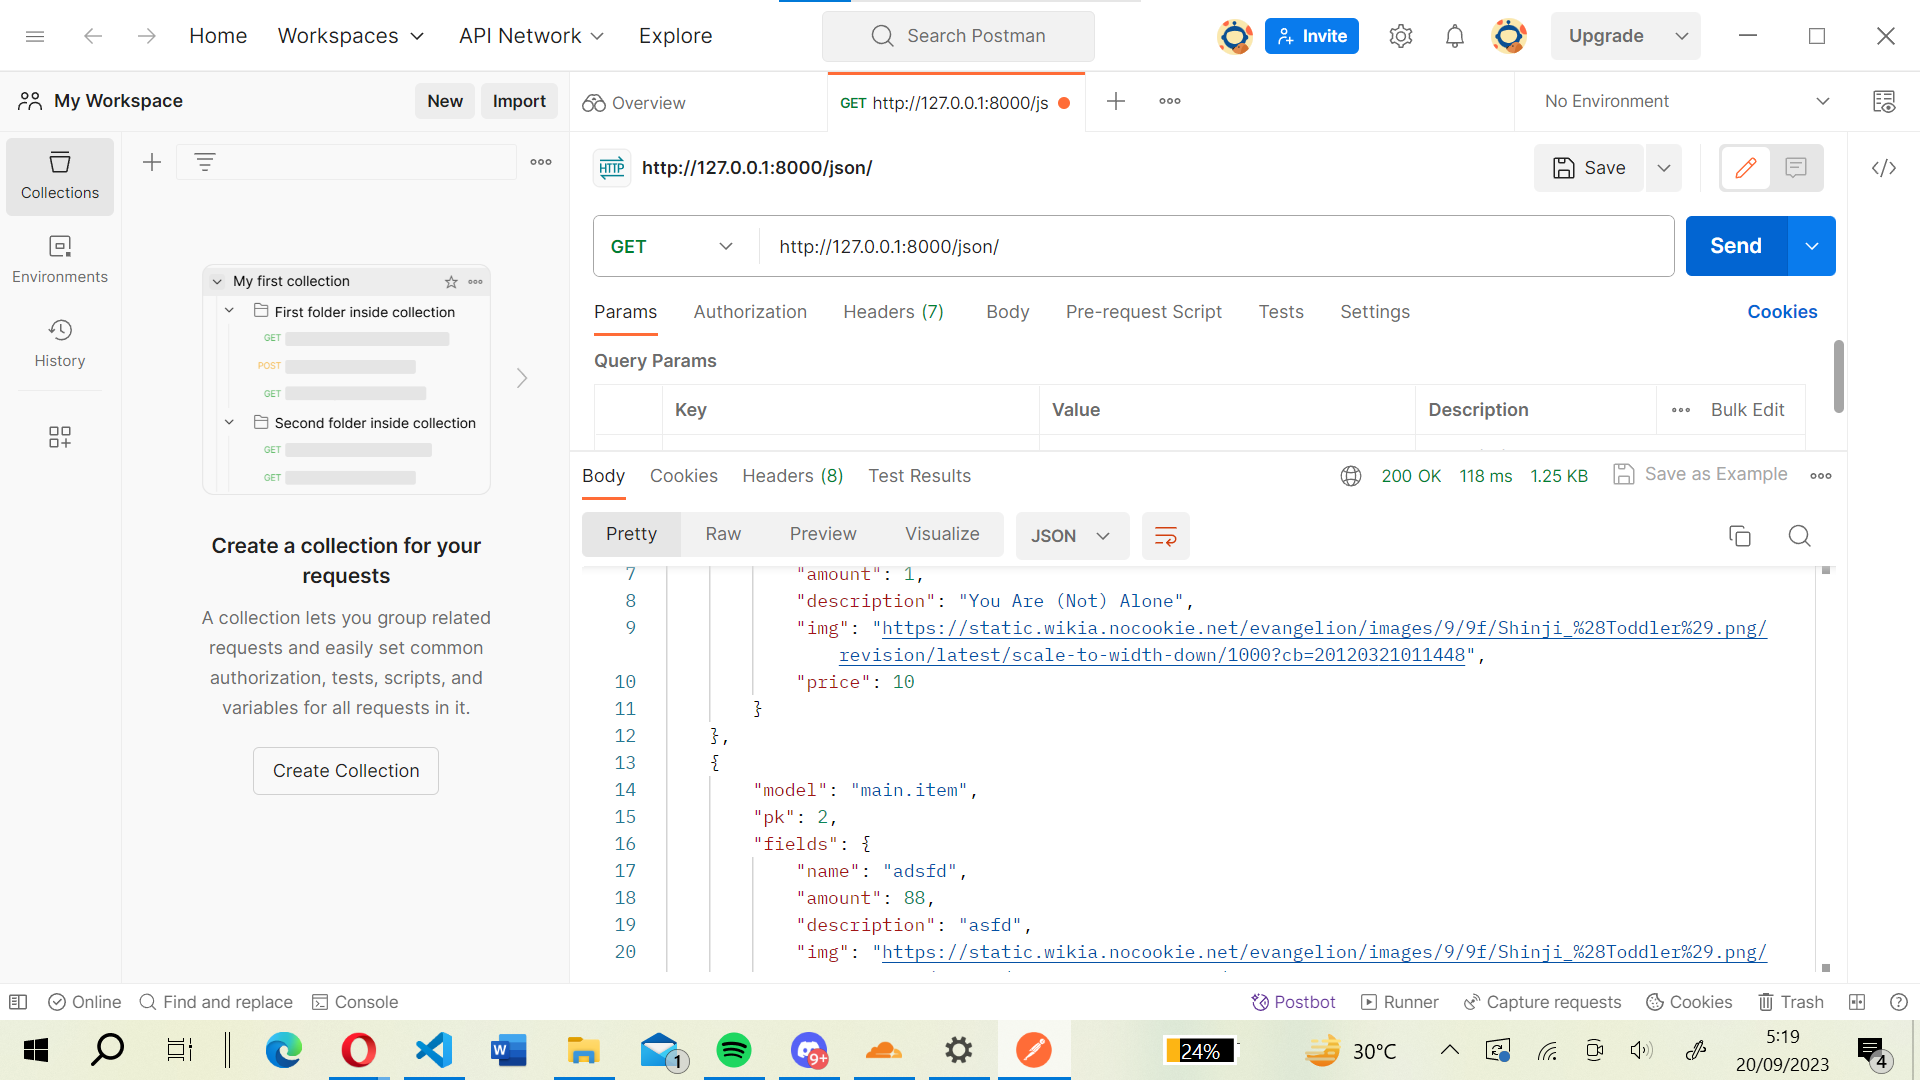 Home
Workspaces
API Network
Explore
Search Postman
Invite
Upgrade
My Workspace
New
Import
Overview
GET http://127.0.0.1:8000/js
No Environment
Collections
Environments
History
My first collection
First folder inside collection
GET
POST
GET
Second folder inside collection
GET
GET
Create a collection for your
requests
A collection lets you group related
requests and easily set common
authorization, tests, scripts, and
variables for all requests in it.
Create Collection
HTTP
http://127.0.0.1:8000/json/
Save
GET
http://127.0.0.1:8000/json/
Send
Params
Authorization
Headers (7)
Body
Pre-request Script
Tests
Settings
Cookies
Query Params
Key
Value
Description
Bulk Edit
Body
Cookies
Headers (8)
Test Results
200 OK
118 ms
1.25 KB
Save as Example
Pretty
Raw
Preview
Visualize
JSON
7 "amount": 1,
8 "description": "You Are (Not) Alone",
9 "img": "https://static.wikia.nocookie.net/evangelion/images/9/9f/Shinji_%28Toddler%29.png/
revision/latest/scale-to-width-down/1000?cb=20120321011448",
10 "price": 10
11 }
12 },
13 {
14 "model": "main.item",
15 "pk": 2,
16 "fields": {
17 "name": "adsfd",
18 "amount": 88,
19 "description": "asfd",
20 "img": "https://static.wikia.nocookie.net/evangelion/images/9/9f/Shinji_%28Toddler%29.png/
Online
Find and replace
Console
Postbot
Runner
Capture requests
Cookies
Trash
1
9+
24%
30°C
5:19
20/09/2023
4